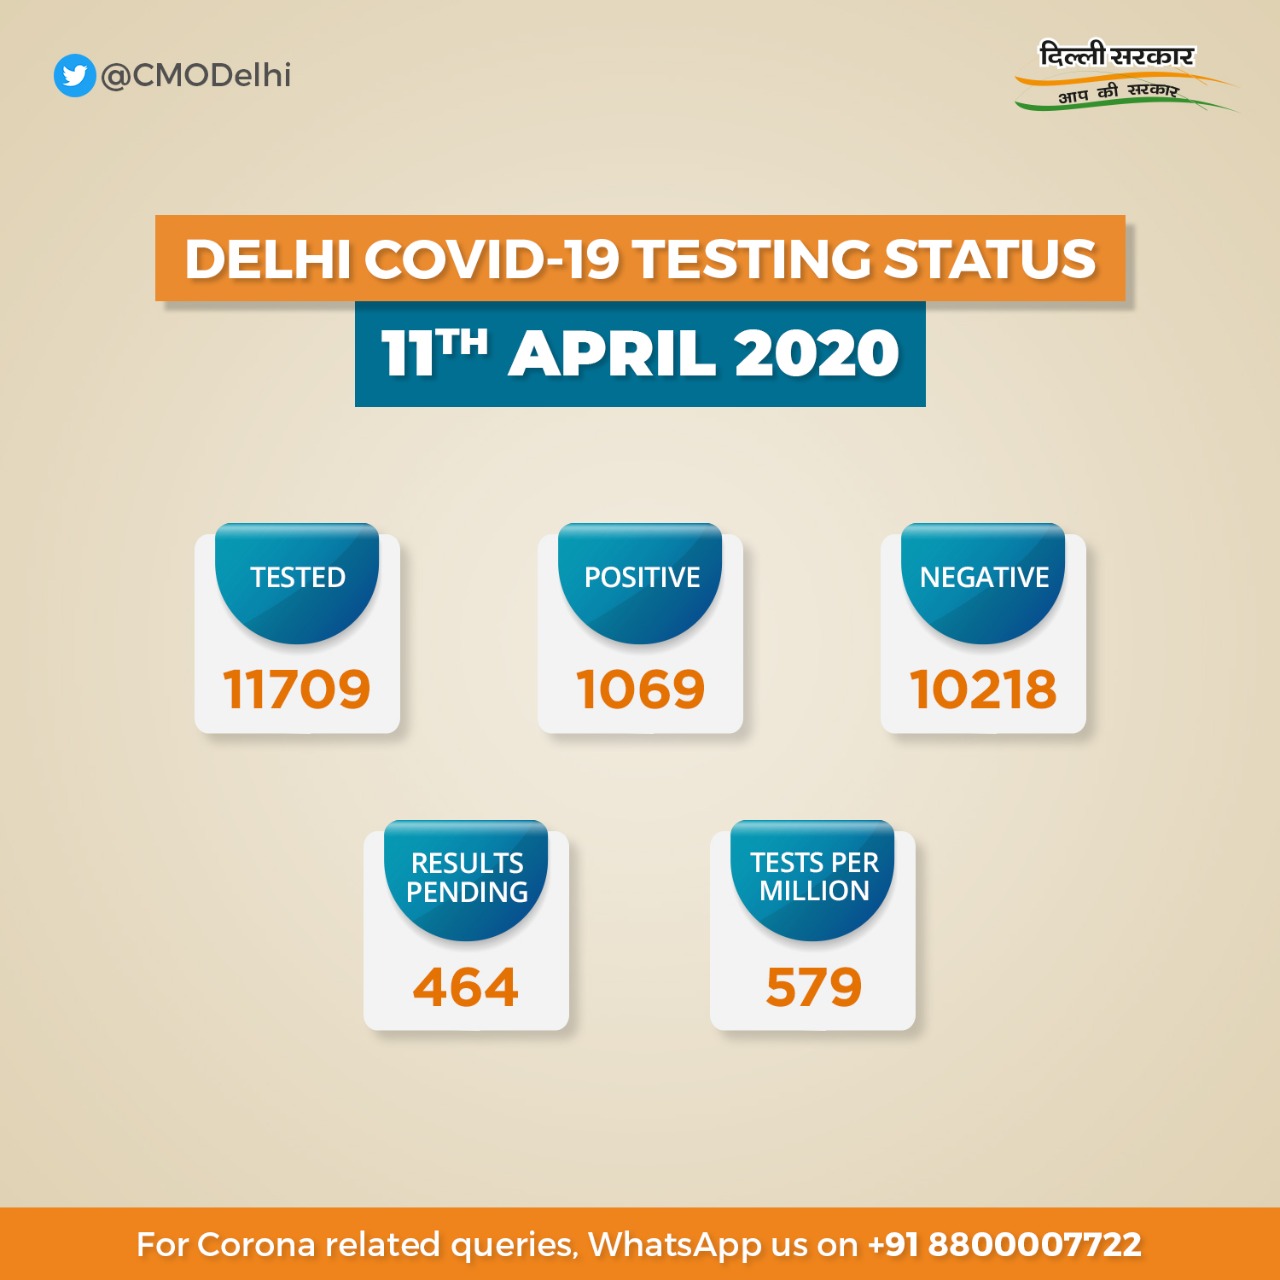 @CMODelhi
दिल्ली सरकार
आप की सरकार
DELHI COVID-19 TESTING STATUS
11TH APRIL 2020
TESTED
11709
POSITIVE
1069
NEGATIVE
10218
RESULTS
PENDING
464
TESTS PER
MILLION
579
For Corona related queries, WhatsApp us on +91 8800007722